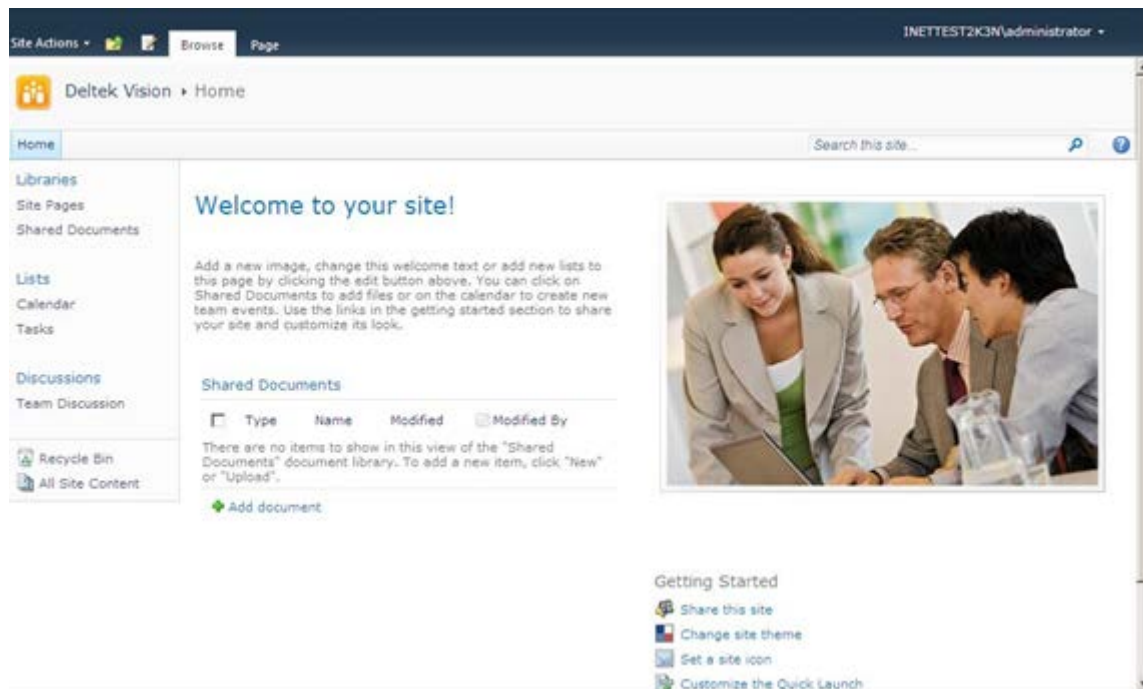 Site Actions
Browse
Page
INETTEST2K3N\administrator
Deltek Vision
Home
Home
Search this site...
Libraries
Site Pages
Shared Documents
Lists
Calendar
Tasks
Discussions
Team Discussion
Recycle Bin
All Site Content
Welcome to your site!
Add a new image, change this welcome text or add new lists to
this page by clicking the edit button above. You can click on
Shared Documents to add files or on the calendar to create new
team events. Use the links in the getting started section to share
your site and customize its look.
Shared Documents
Type Name Modified Modified By
There are no items to show in this view of the "Shared
Documents" document library. To add a new item, click "New"
or "Upload".
Add document
Getting Started
Share this site
Change site theme
Set a site icon
Customize the Quick Launch